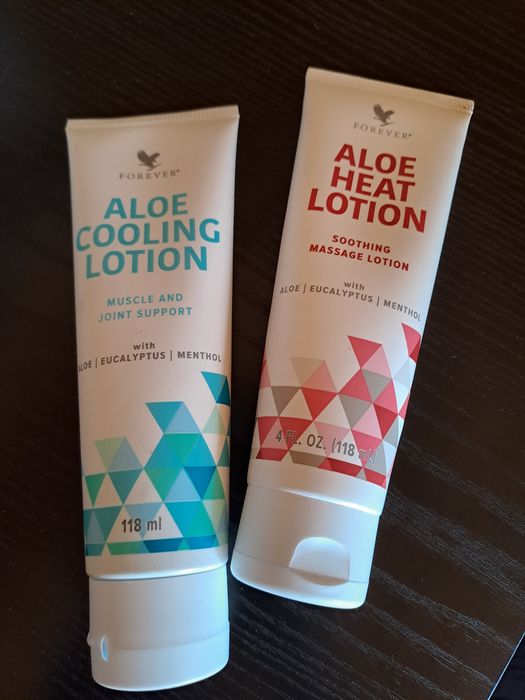 FOREVER®
ALOE
COOLING
LOTION
MUSCLE AND
JOINT SUPPORT
with
ALOE | EUCALYPTUS | MENTHOL
118 ml
FOREVER®
ALOE
HEAT
LOTION
SOOTHING
MASSAGE LOTION
with
ALOE | EUCALYPTUS | MENTHOL
4 FL. OZ. (118 mL)